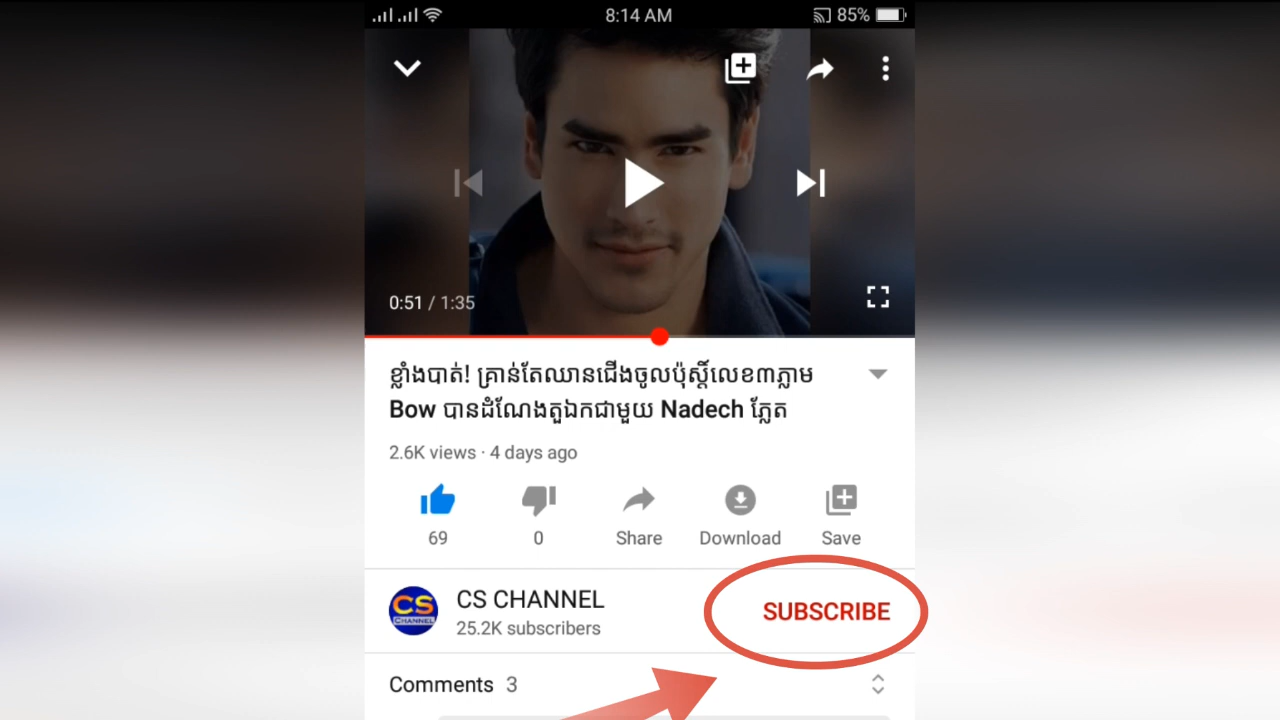 8:14 AM
85%
0:51 / 1:35
ខ្លាំងបាត់! គ្រាន់តែឈានជើងចូលប៉ុស្តិ៍លេខ៣ភ្លាម
Bow បានដំណែងតួឯកជាមួយ Nadech ភ្លែត
2.6K views · 4 days ago
69
0
Share
Download
Save
CS
CHANNEL
CS CHANNEL
25.2K subscribers
SUBSCRIBE
Comments 3